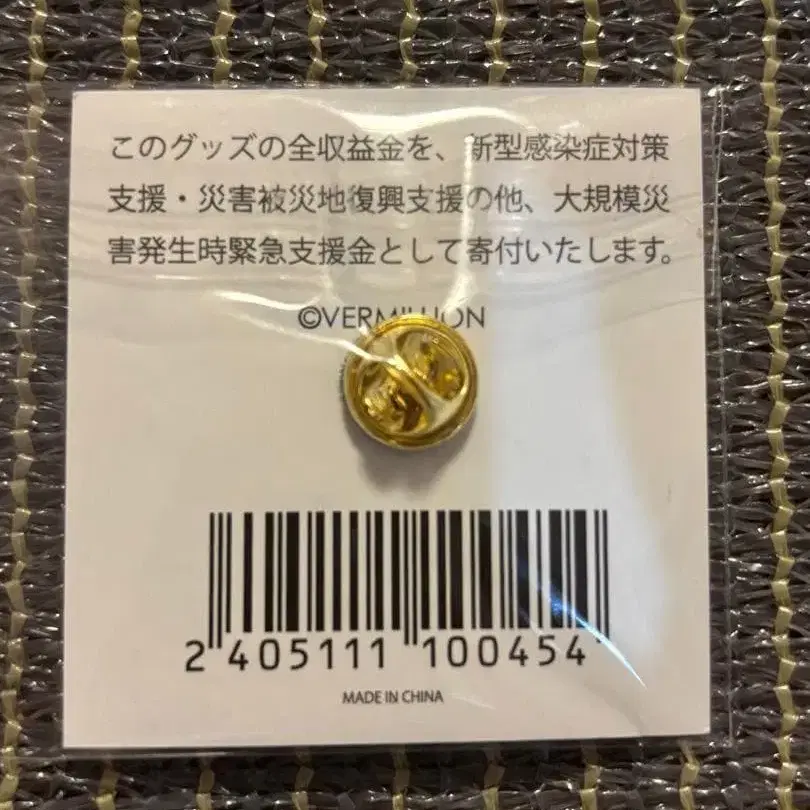 このグッズの全収益金を、新型感染症対策
支援・災害被災地復興支援の他、大規模災
害発生時緊急支援金として寄付いたします。
©VERMILLION
2 405111 100454
MADE IN CHINA